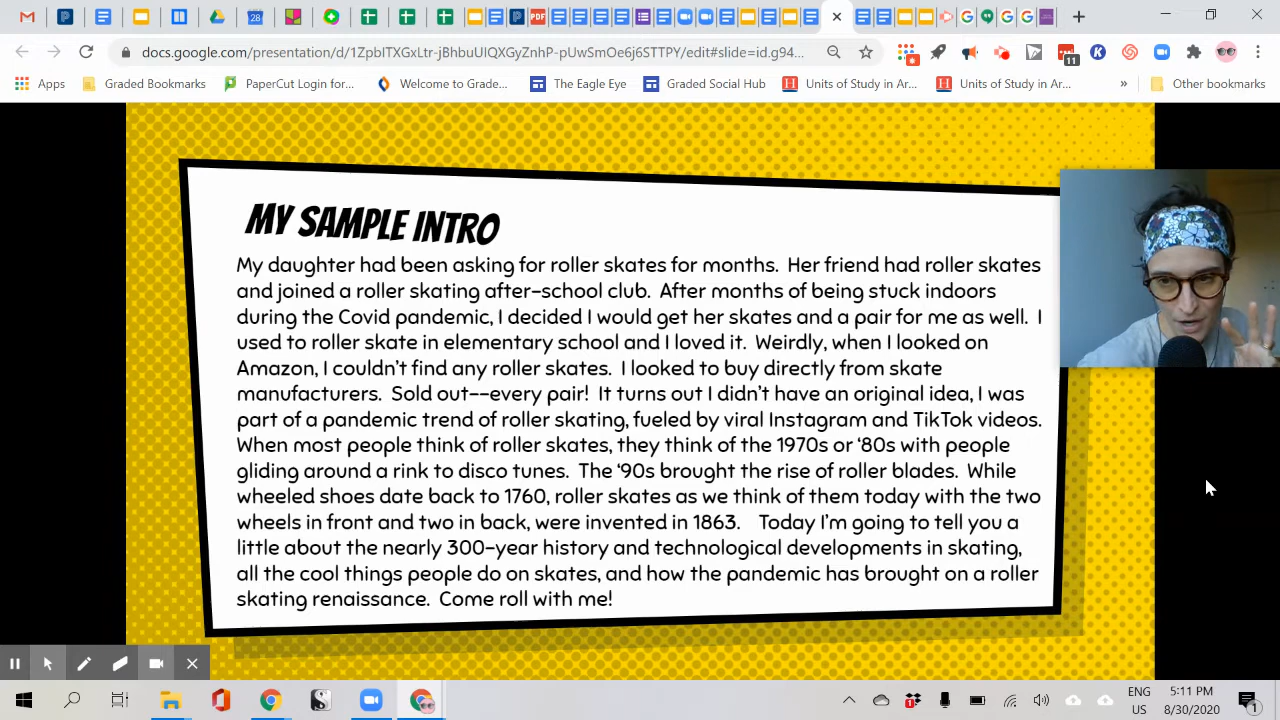 28
PDF
docs.google.com/presentation/d/1ZpbITXGxLtr-jBhbuUIQXGyZnhP-pUwSmOe6j6STTPY/edit#slide=id.g94...
11
Apps Graded Bookmarks PaperCut Login for... Welcome to Grade... The Eagle Eye Graded Social Hub Units of Study in Ar... Units of Study in Ar... » Other bookmarks
MY SAMPLE INTRO
My daughter had been asking for roller skates for months. Her friend had roller skates
and joined a roller skating after-school club. After months of being stuck indoors
during the Covid pandemic, I decided I would get her skates and a pair for me as well. I
used to roller skate in elementary school and I loved it. Weirdly, when I looked on
Amazon, I couldn't find any roller skates. I looked to buy directly from skate
manufacturers. Sold out--every pair! It turns out I didn't have an original idea, I was
part of a pandemic trend of roller skating, fueled by viral Instagram and TikTok videos.
When most people think of roller skates, they think of the 1970s or '80s with people
gliding around a rink to disco tunes. The '90s brought the rise of roller blades. While
wheeled shoes date back to 1760, roller skates as we think of them today with the two
wheels in front and two in back, were invented in 1863. Today I'm going to tell you a
little about the nearly 300-year history and technological developments in skating,
all the cool things people do on skates, and how the pandemic has brought on a roller
skating renaissance. Come roll with me!
ENG
US
5:11 PM
8/30/2020